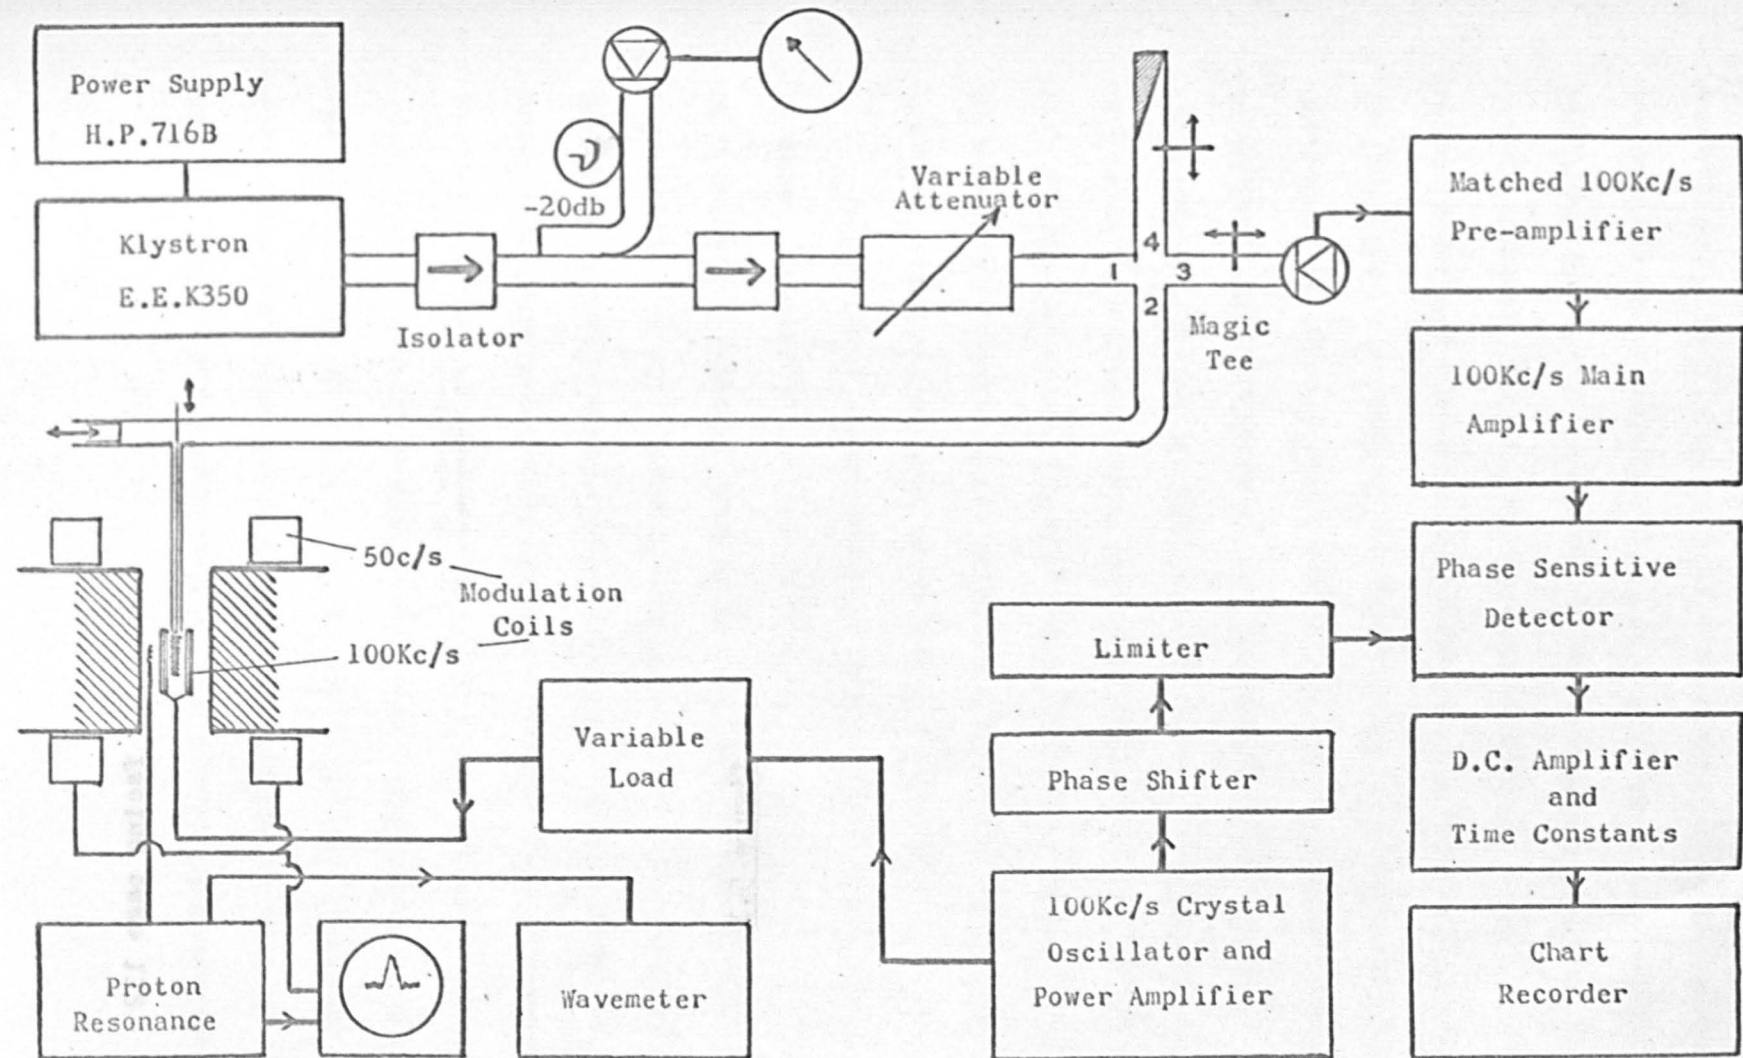 Power Supply
H.P.716B
Klystron
E.E.K350
Isolator
-20db
Variable
Attenuator
1
4
3
2
Magic
Tee
Matched 100Kc/s
Pre-amplifier
100Kc/s Main
Amplifier
Phase Sensitive
Detector
D.C. Amplifier
and
Time Constants
Chart
Recorder
50c/s
Modulation
Coils
100Kc/s
Variable
Load
Limiter
Phase Shifter
100Kc/s Crystal
Oscillator and
Power Amplifier
Proton
Resonance
Wavemeter